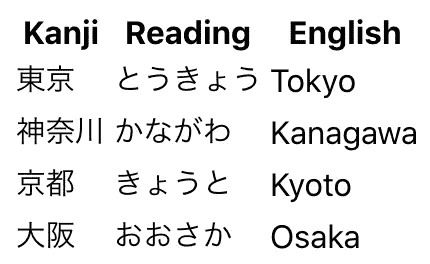 Kanji Reading English
東京 とうきょう Tokyo
神奈川 かながわ Kanagawa
京都 きょうと Kyoto
大阪 おおさか Osaka